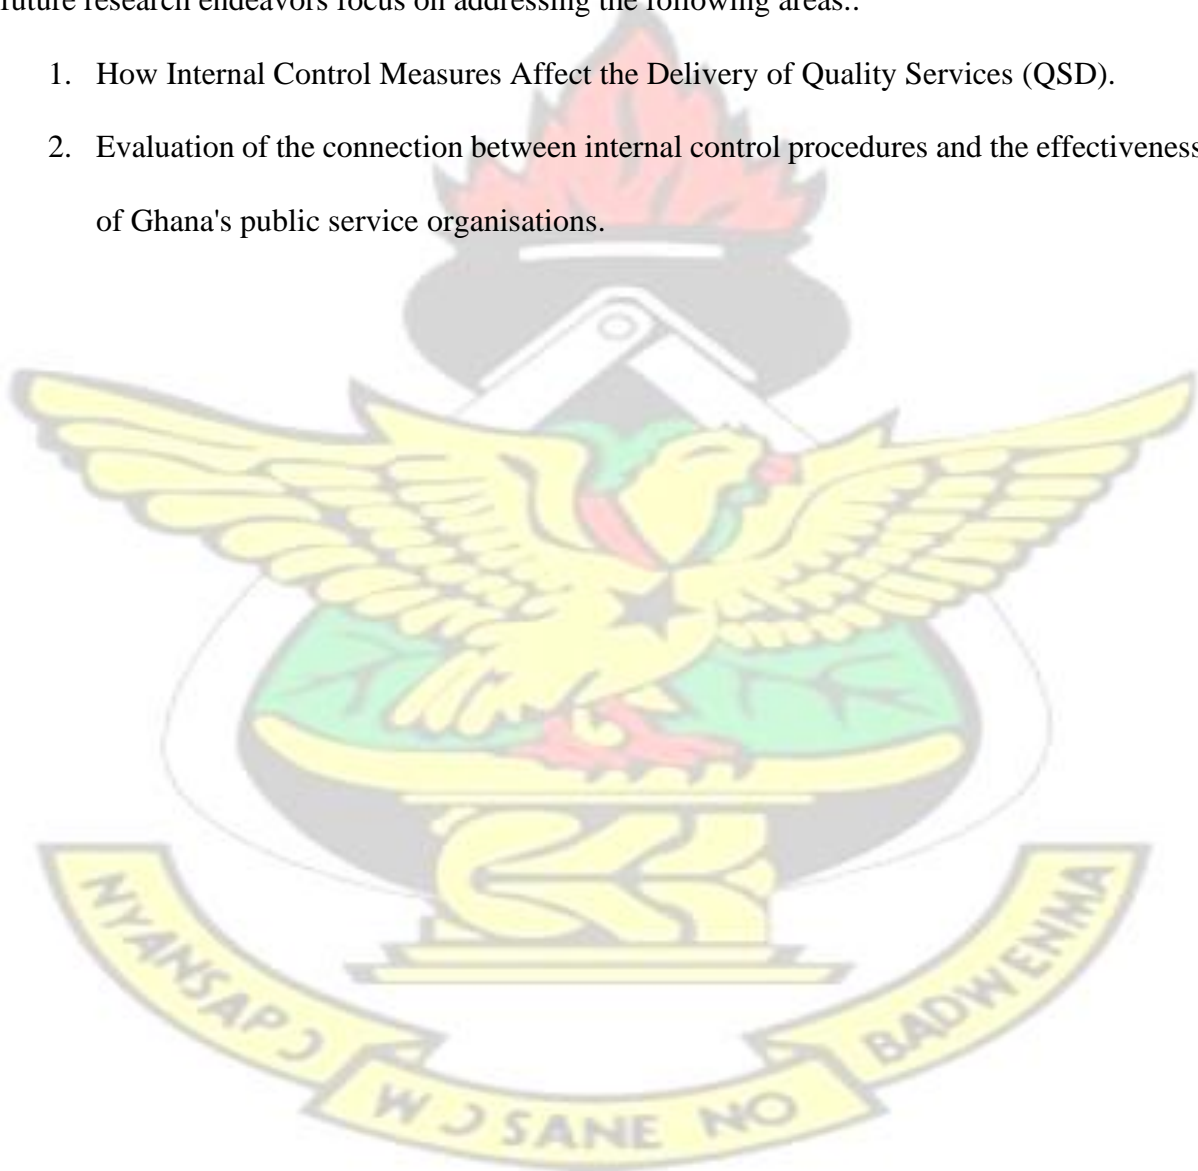 future research endeavors focus on addressing the following areas..
1. How Internal Control Measures Affect the Delivery of Quality Services (QSD).
2. Evaluation of the connection between internal control procedures and the effectiveness
of Ghana's public service organisations.
NYANSAPƆ
WƆSANE NO
BADWENMA